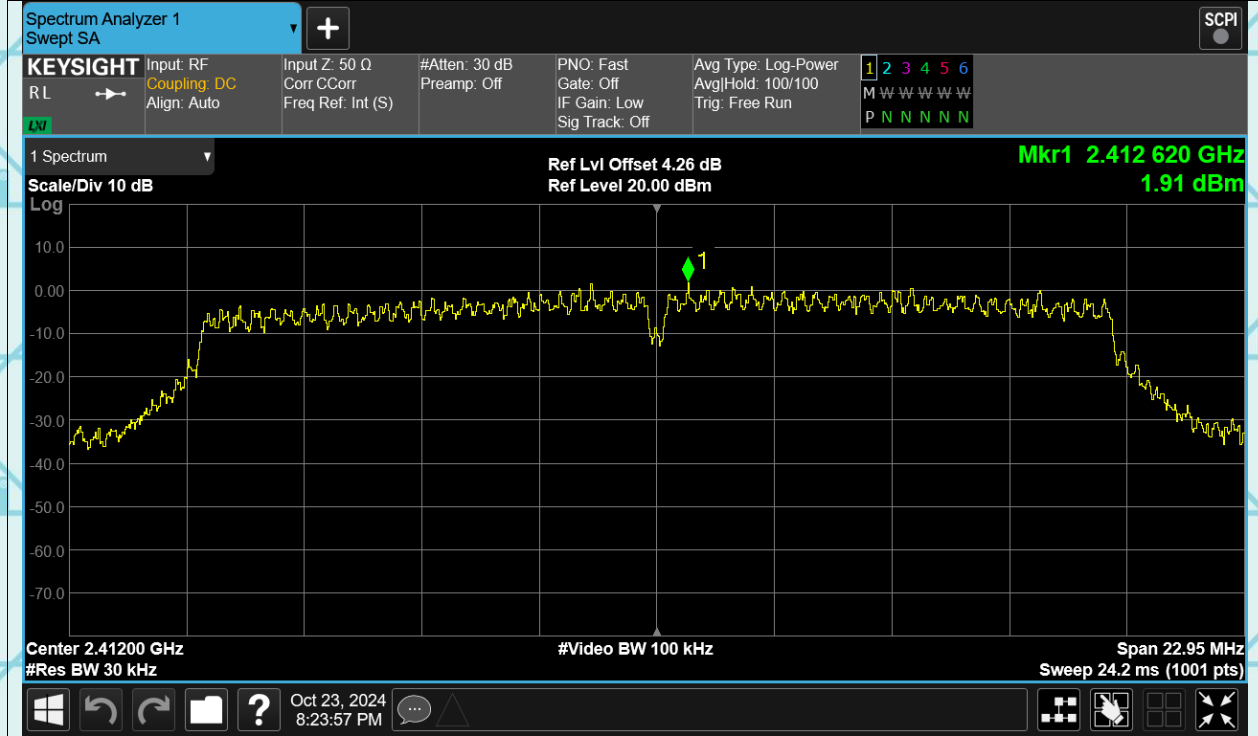 Spectrum Analyzer 1
Swept SA
SCPI
KEYSIGHT
R L
LXI
Input: RF
Coupling: DC
Align: Auto
Input Z: 50 Ω
Corr CCorr
Freq Ref: Int (S)
#Atten: 30 dB
Preamp: Off
PNO: Fast
Gate: Off
IF Gain: Low
Sig Track: Off
Avg Type: Log-Power
Avg|Hold: 100/100
Trig: Free Run
1 2 3 4 5 6
M W W W W W W
P N N N N N
1 Spectrum
Scale/Div 10 dB
Log
Ref Lvl Offset 4.26 dB
Ref Level 20.00 dBm
Mkr1 2.412 620 GHz
1.91 dBm
1
10.0
0.00
-10.0
-20.0
-30.0
-40.0
-50.0
-60.0
-70.0
Center 2.41200 GHz
#Res BW 30 kHz
#Video BW 100 kHz
Span 22.95 MHz
Sweep 24.2 ms (1001 pts)
?
Oct 23, 2024
8:23:57 PM